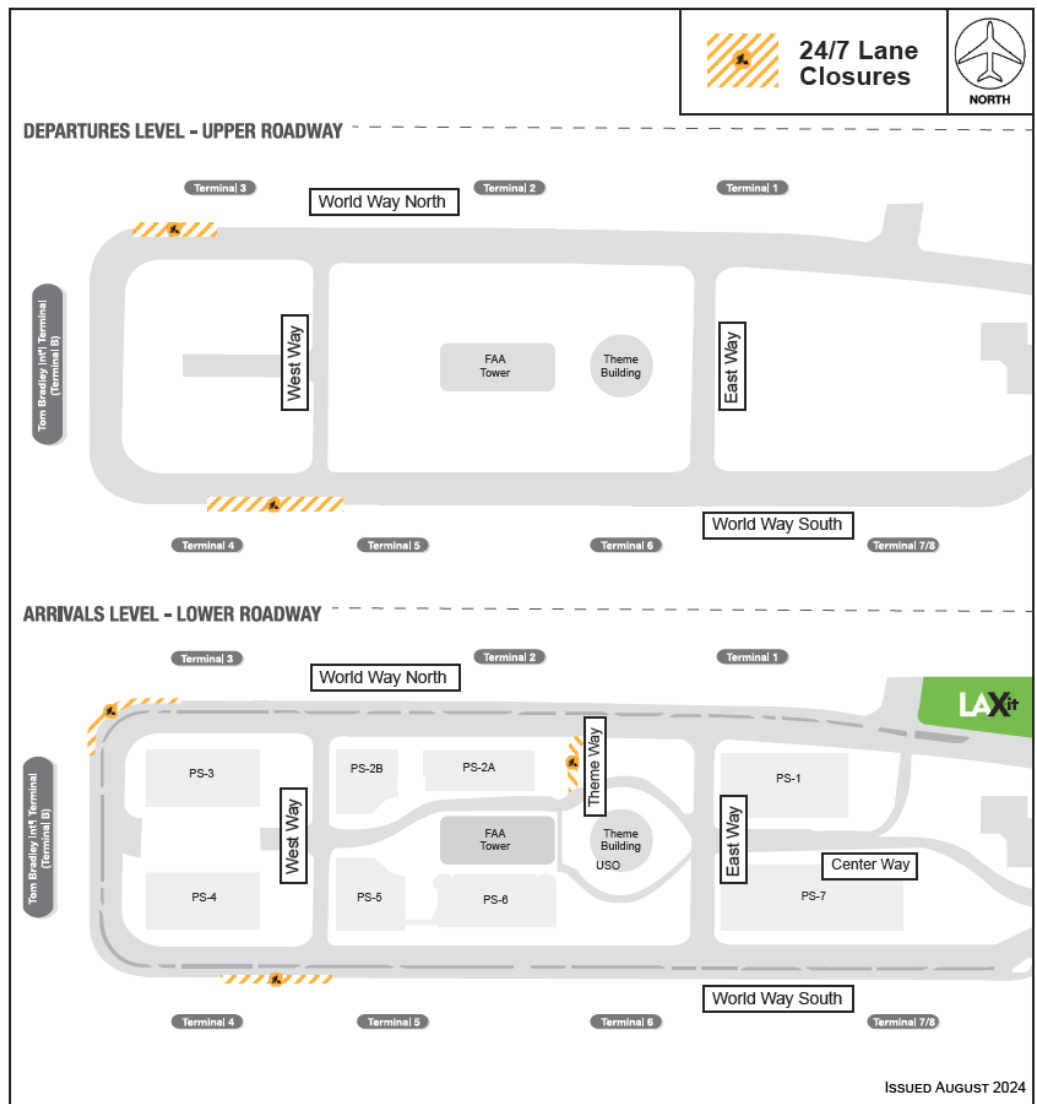 24/7 Lane
Closures
NORTH
DEPARTURES LEVEL - UPPER ROADWAY
Terminal 3
Terminal 2
Terminal 1
World Way North
Tom Bradley Int'l Terminal
(Terminal B)
West Way
FAA
Tower
Theme
Building
East Way
World Way South
Terminal 4
Terminal 5
Terminal 6
Terminal 7/8
ARRIVALS LEVEL - LOWER ROADWAY
Terminal 3
Terminal 2
Terminal 1
World Way North
LAXit
Tom Bradley Int'l Terminal
(Terminal B)
PS-3
PS-2B
PS-2A
Theme Way
PS-1
West Way
FAA
Tower
Theme
Building
USO
East Way
Center Way
PS-4
PS-5
PS-6
PS-7
World Way South
Terminal 4
Terminal 5
Terminal 6
Terminal 7/8
ISSUED AUGUST 2024